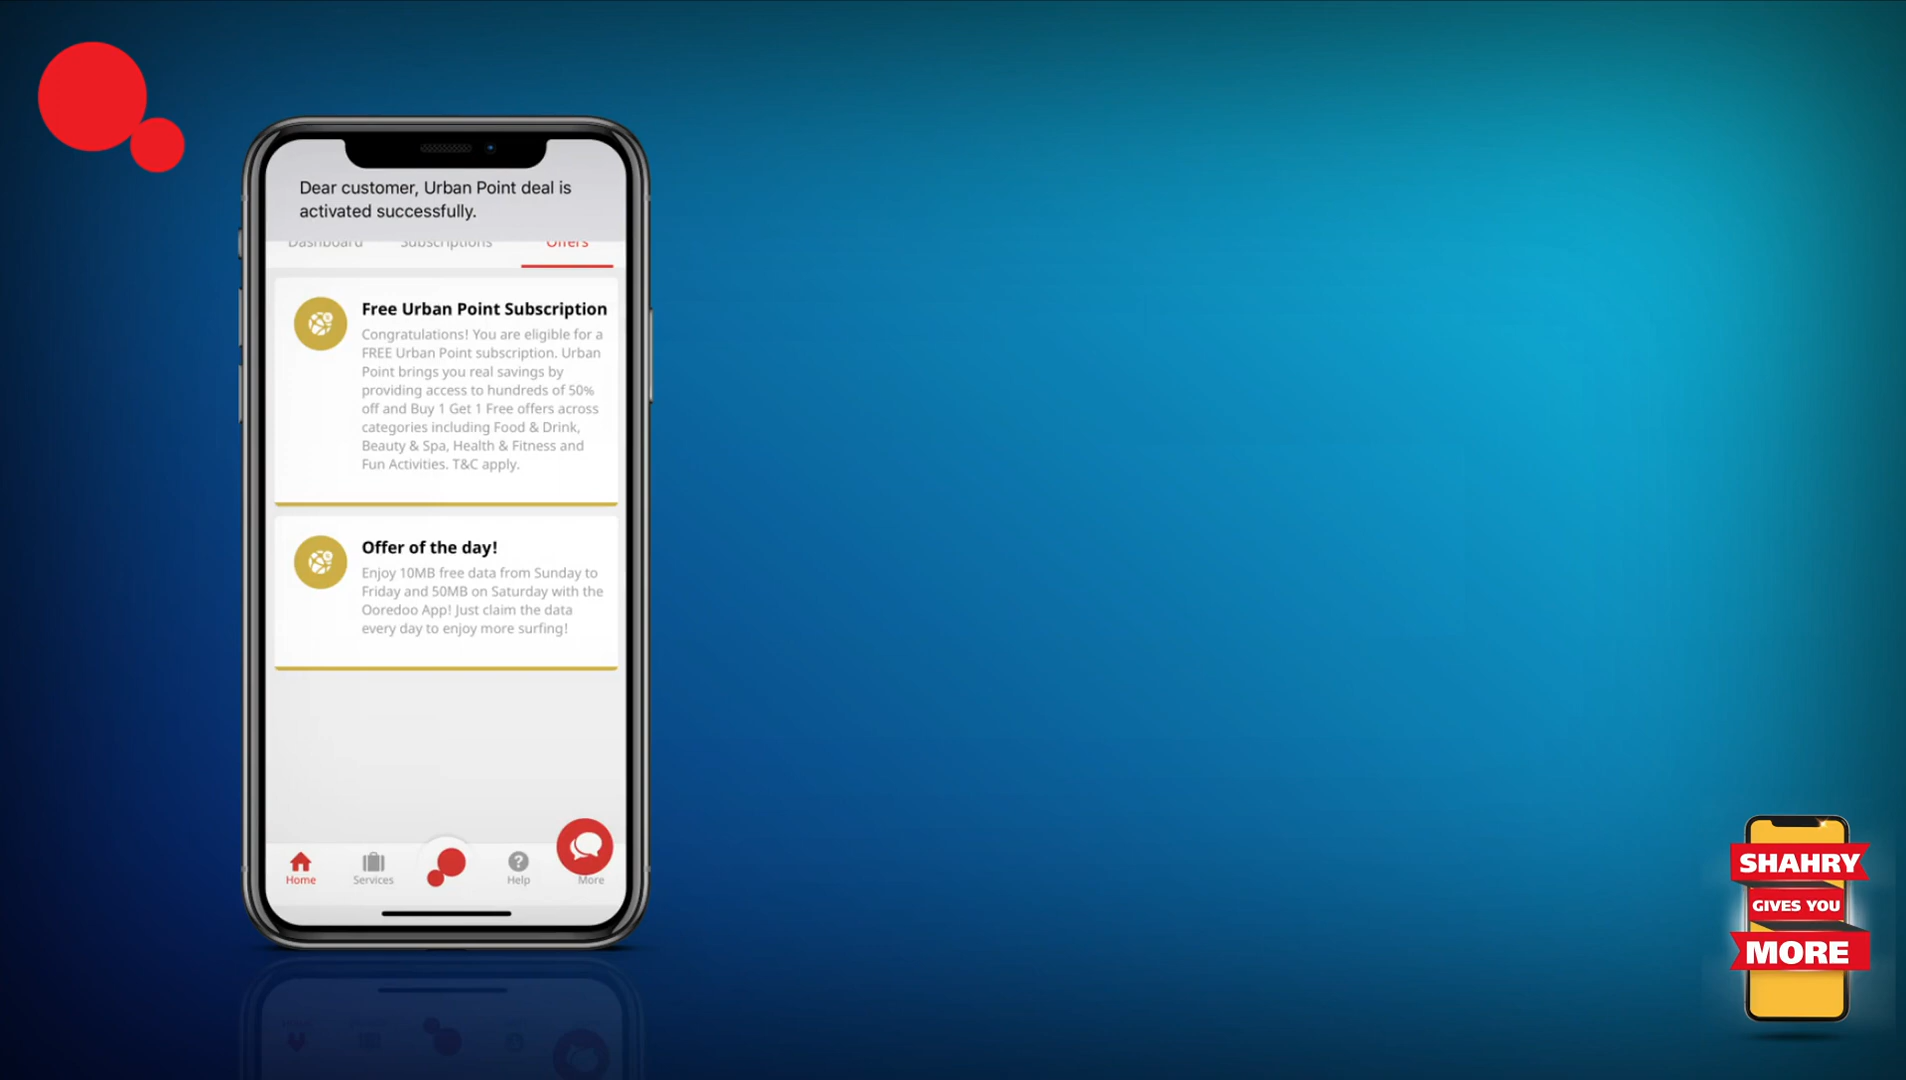 Dear customer, Urban Point deal is
activated successfully.
Dashboard Subscriptions Offers
Free Urban Point Subscription
Congratulations! You are eligible for a
FREE Urban Point subscription. Urban
Point brings you real savings by
providing access to hundreds of 50%
off and Buy 1 Get 1 Free offers across
categories including Food & Drink,
Beauty & Spa, Health & Fitness and
Fun Activities. T&C apply.
Offer of the day!
Enjoy 10MB free data from Sunday to
Friday and 50MB on Saturday with the
Ooredoo App! Just claim the data
every day to enjoy more surfing!
Home Services Help More
SHAHRY
GIVES YOU
MORE